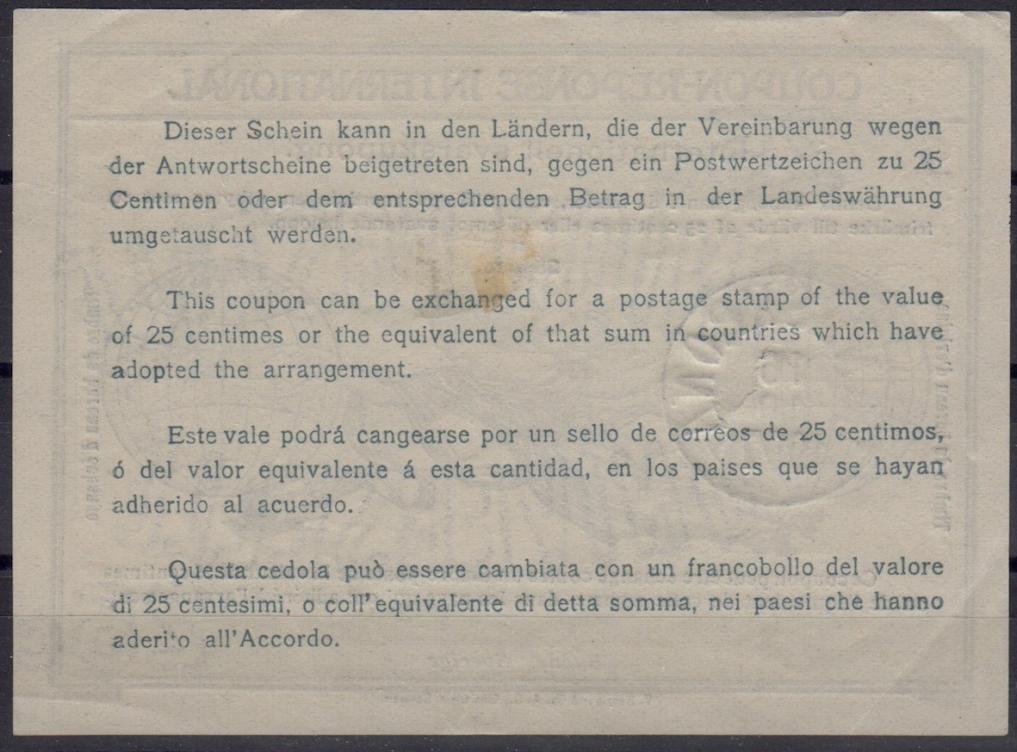 Dieser Schein kann in den Ländern, die der Vereinbarung wegen
der Antwortscheine beigetreten sind, gegen ein Postwertzeichen zu 25
Centimen oder dem entsprechenden Betrag in der Landeswährung
umgetauscht werden.
This coupon can be exchanged for a postage stamp of the value
of 25 centimes or the equivalent of that sum in countries which have
adopted the arrangement.
Este vale podrá cangearse por un sello de correos de 25 centimos,
ó del valor equivalente á esta cantidad, en los paises que se hayan
adherido al acuerdo.
Questa cedola può essere cambiata con un francobollo del valore
di 25 centesimi, o coll'equivalente di detta somma, nei paesi che hanno
aderito all'Accordo.
COUPON-REPONSE INTERNATIONAL